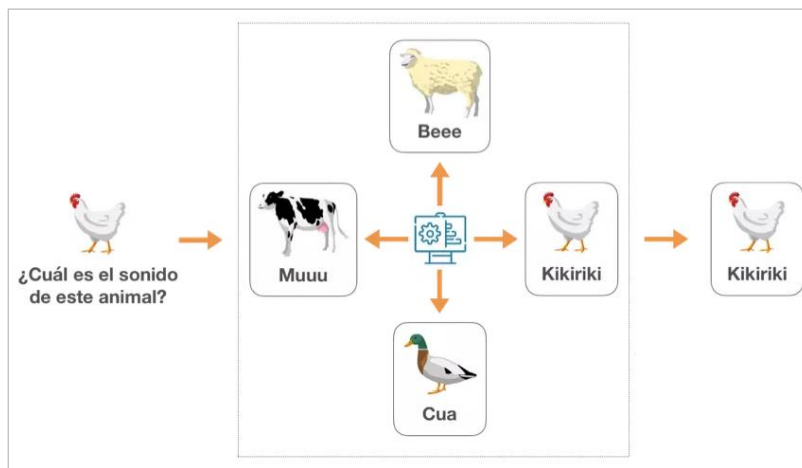 Beee
¿Cuál es el sonido
de este animal?
Muuu
Kikiriki
Kikiriki
Cua